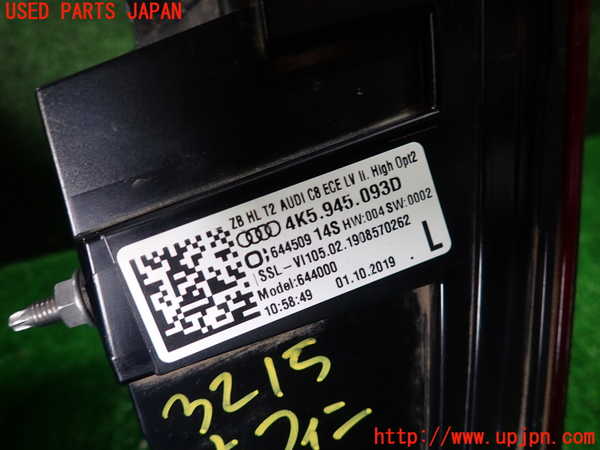 USED PARTS JAPAN
ZB HL T2 AUDI C8 ECE LV li. High Opt2
4K5.945.093D
644509 14S HW:004 SW:0002
SSL-VI105.02.1908570262
Model:644000
10:58:49 01.10.2019
L
3215
http://www.upjpn.com/